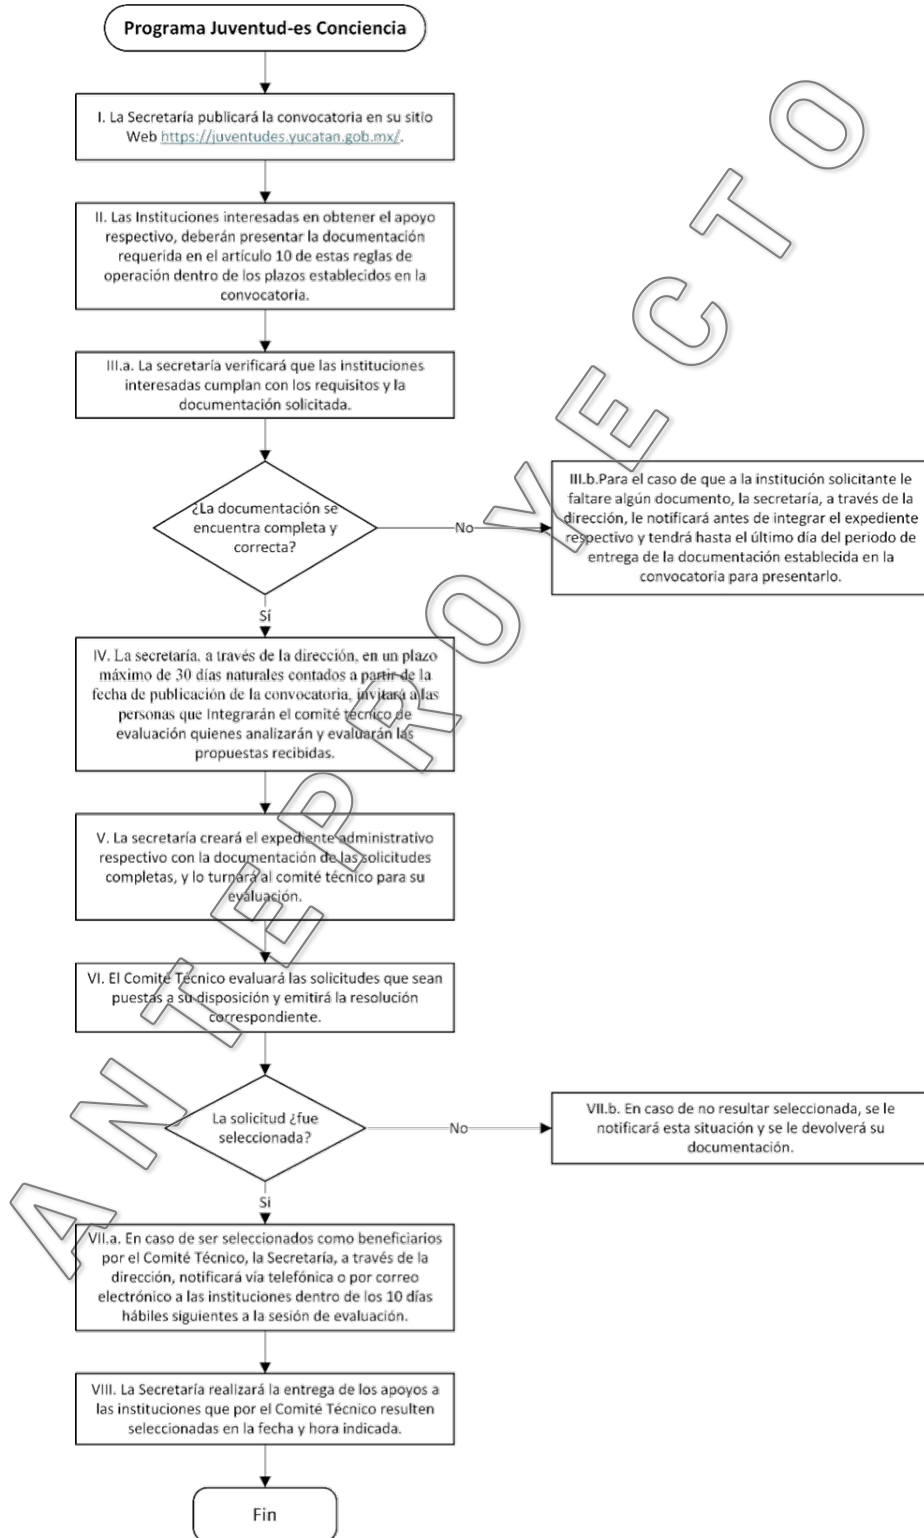 Programa Juventud-es Conciencia
I. La Secretaría publicará la convocatoria en su sitio
Web https://juventudes.yucatan.gob.mx/.
II. Las Instituciones interesadas en obtener el apoyo
respectivo, deberán presentar la documentación
requerida en el artículo 10 de estas reglas de
operación dentro de los plazos establecidos en la
convocatoria.
III.a. La secretaría verificará que las instituciones
interesadas cumplan con los requisitos y la
documentación solicitada.
¿La documentación se
encuentra completa y
correcta?
No
III.b.Para el caso de que a la institución solicitante le
faltare algún documento, la secretaría, a través de la
dirección, le notificará antes de integrar el expediente
respectivo y tendrá hasta el último día del periodo de
entrega de la documentación establecida en la
convocatoria para presentarlo.
Sí
IV. La secretaría, a través de la dirección, en un plazo
máximo de 30 días naturales contados a partir de la
fecha de publicación de la convocatoria, invitará a las
personas que Integrarán el comité técnico de
evaluación quienes analizarán y evaluarán las
propuestas recibidas.
V. La secretaría creará el expediente administrativo
respectivo con la documentación de las solicitudes
completas, y lo turnará al comité técnico para su
evaluación.
VI. El Comité Técnico evaluará las solicitudes que sean
puestas a su disposición y emitirá la resolución
correspondiente.
La solicitud ¿fue
seleccionada?
No
VII.b. En caso de no resultar seleccionada, se le
notificará esta situación y se le devolverá su
documentación.
Si
VII.a. En caso de ser seleccionados como beneficiarios
por el Comité Técnico, la Secretaría, a través de la
dirección, notificará vía telefónica o por correo
electrónico a las instituciones dentro de los 10 días
hábiles siguientes a la sesión de evaluación.
VIII. La Secretaría realizará la entrega de los apoyos a
las instituciones que por el Comité Técnico resulten
seleccionadas en la fecha y hora indicada.
Fin
ANTEPROYECTO